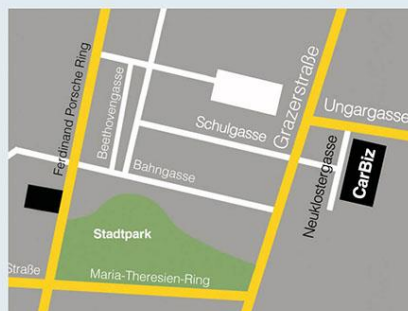 Ferdinand Porsche Ring
Beethovengasse
Schulgasse
Grazerstraße
Ungargasse
Bahngasse
Neuklostergasse
CarBiz
Stadtpark
Straße
Maria-Theresien-Ring